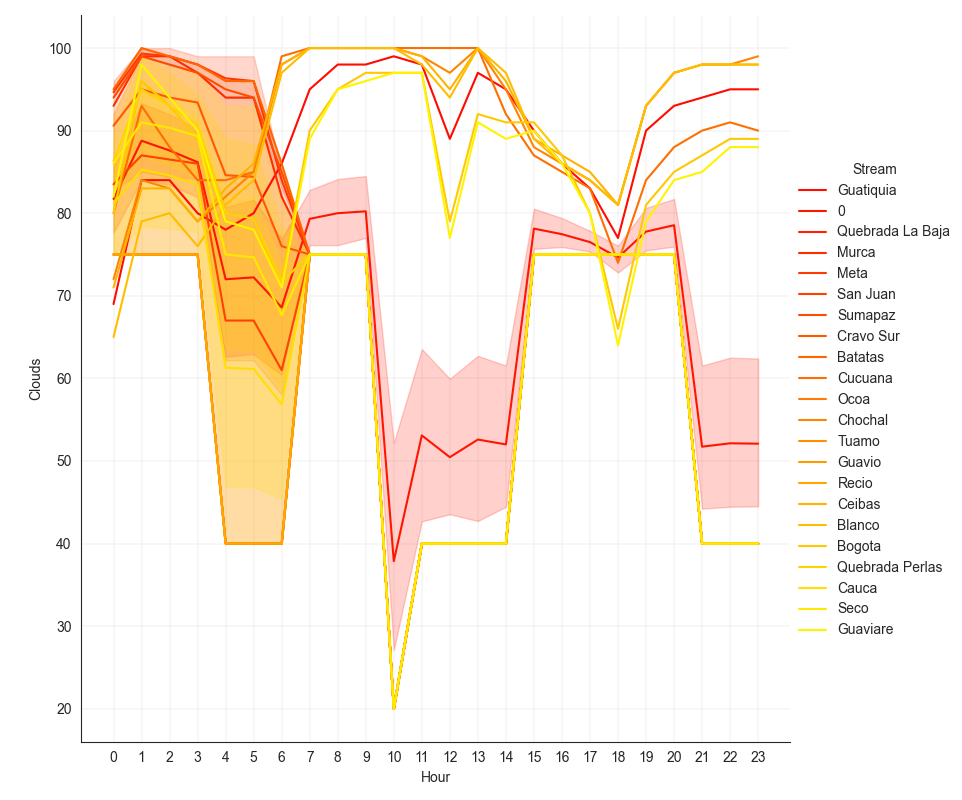 100
90
80
70
60
50
40
30
20
Clouds
0 1 2 3 4 5 6 7 8 9 10 11 12 13 14 15 16 17 18 19 20 21 22 23
Hour
Stream
Guatiquia
0
Quebrada La Baja
Murca
Meta
San Juan
Sumapaz
Cravo Sur
Batatas
Cucuana
Ocoa
Chochal
Tuamo
Guavio
Recio
Ceibas
Blanco
Bogota
Quebrada Perlas
Cauca
Seco
Guaviare